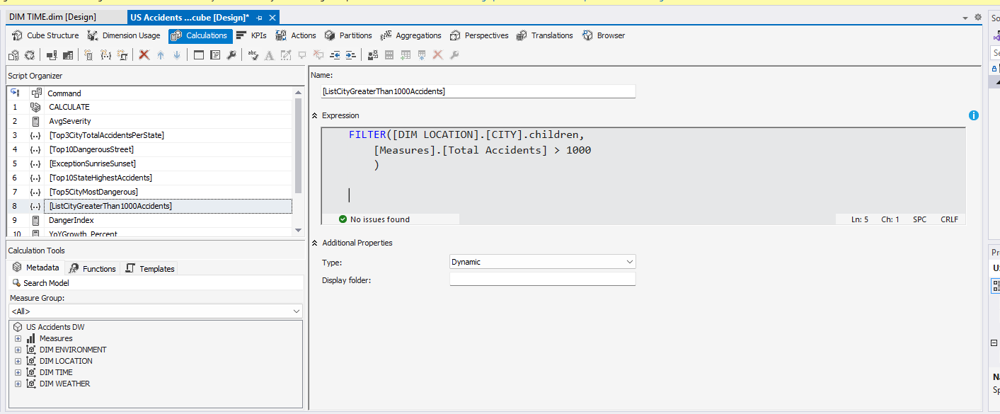 DIM TIME.dim [Design]
US Accidents ...cube [Design]*
Cube Structure
Dimension Usage
Calculations
KPIs
Actions
Partitions
Aggregations
Perspectives
Translations
Browser
Script Organizer
Command
1 CALCULATE
2 AvgSeverity
3 [Top3CityTotalAccidentsPerState]
4 [Top10DangerousStreet]
5 [ExceptionSunriseSunset]
6 [Top10StateHighestAccidents]
7 [Top5CityMostDangerous]
8 [ListCityGreaterThan1000Accidents]
9 DangerIndex
10 YoYGrowth_Percent
Calculation Tools
Metadata
Functions
Templates
Search Model
Measure Group:
<All>
US Accidents DW
Measures
DIM ENVIRONMENT
DIM LOCATION
DIM TIME
DIM WEATHER
Name:
[ListCityGreaterThan1000Accidents]
Expression
FILTER([DIM LOCATION].[CITY].children,
[Measures].[Total Accidents] > 1000
)
No issues found
Ln: 5
Ch: 1
SPC
CRLF
Additional Properties
Type:
Dynamic
Display folder: